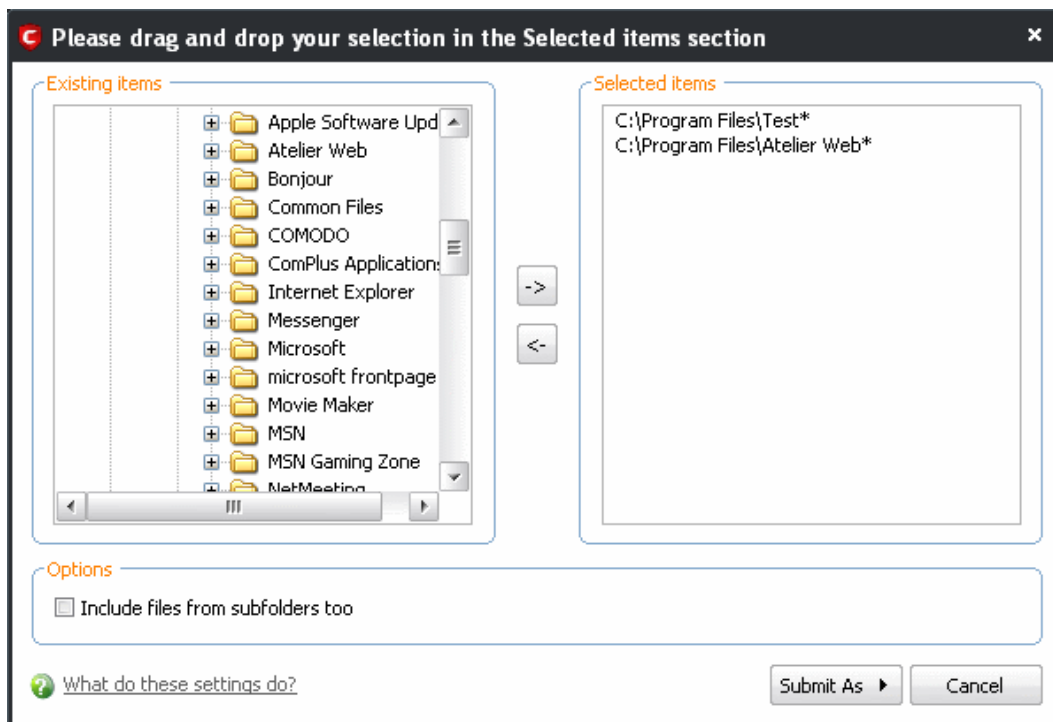 Please drag and drop your selection in the Selected items section
Existing items
Apple Software Upd
Atelier Web
Bonjour
Common Files
COMODO
ComPlus Application
Internet Explorer
Messenger
Microsoft
microsoft frontpage
Movie Maker
MSN
MSN Gaming Zone
NetMeeting
->
<-
Selected items
C:\Program Files\Test*
C:\Program Files\Atelier Web*
Options
Include files from subfolders too
What do these settings do?
Submit As
Cancel